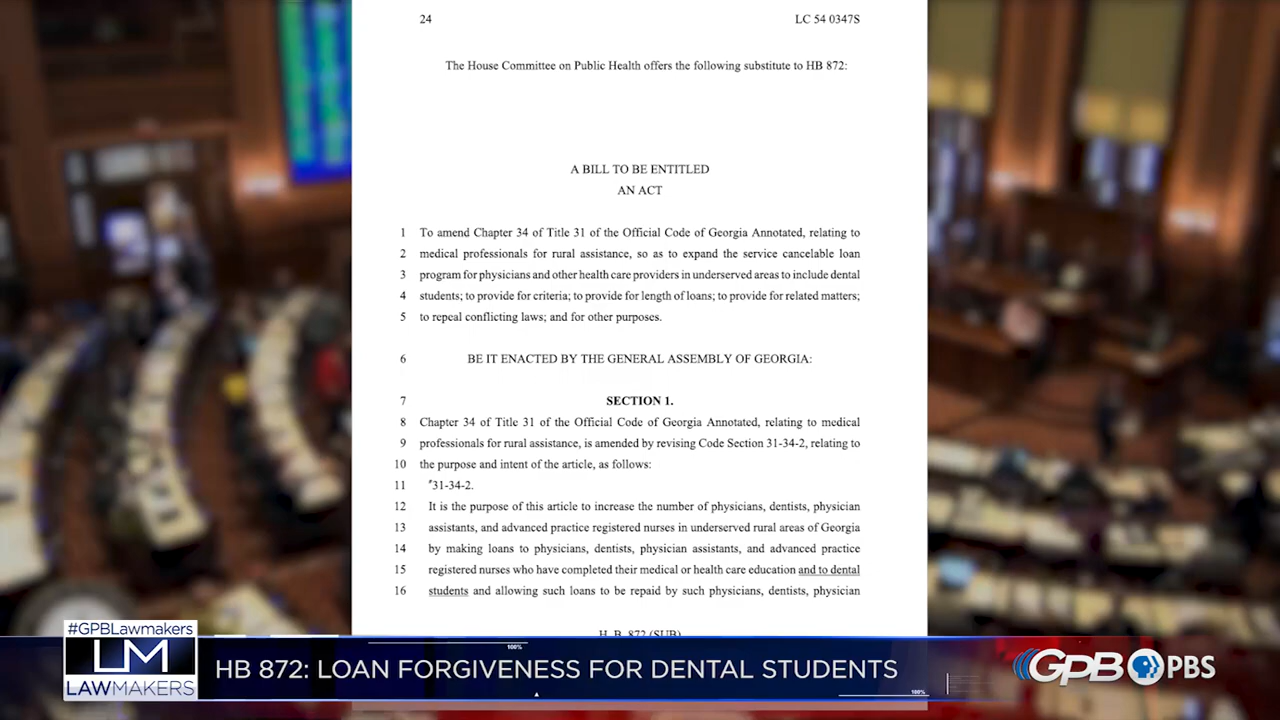 24 LC 54 0347S
The House Committee on Public Health offers the following substitute to HB 872:
A BILL TO BE ENTITLED
AN ACT
1 To amend Chapter 34 of Title 31 of the Official Code of Georgia Annotated, relating to
2 medical professionals for rural assistance, so as to expand the service cancelable loan
3 program for physicians and other health care providers in underserved areas to include dental
4 students; to provide for criteria; to provide for length of loans; to provide for related matters;
5 to repeal conflicting laws; and for other purposes.
6 BE IT ENACTED BY THE GENERAL ASSEMBLY OF GEORGIA:
7 SECTION 1.
8 Chapter 34 of Title 31 of the Official Code of Georgia Annotated, relating to medical
9 professionals for rural assistance, is amended by revising Code Section 31-34-2, relating to
10 the purpose and intent of the article, as follows:
11 "31-34-2.
12 It is the purpose of this article to increase the number of physicians, dentists, physician
13 assistants, and advanced practice registered nurses in underserved rural areas of Georgia
14 by making loans to physicians, dentists, physician assistants, and advanced practice
15 registered nurses who have completed their medical or health care education and to dental
16 students and allowing such loans to be repaid by such physicians, dentists, physician
H. B. 872 (SUB)
#GPBLawmakers
LM
LAWMAKERS
100%
HB 872: LOAN FORGIVENESS FOR DENTAL STUDENTS
100%
GPB PBS